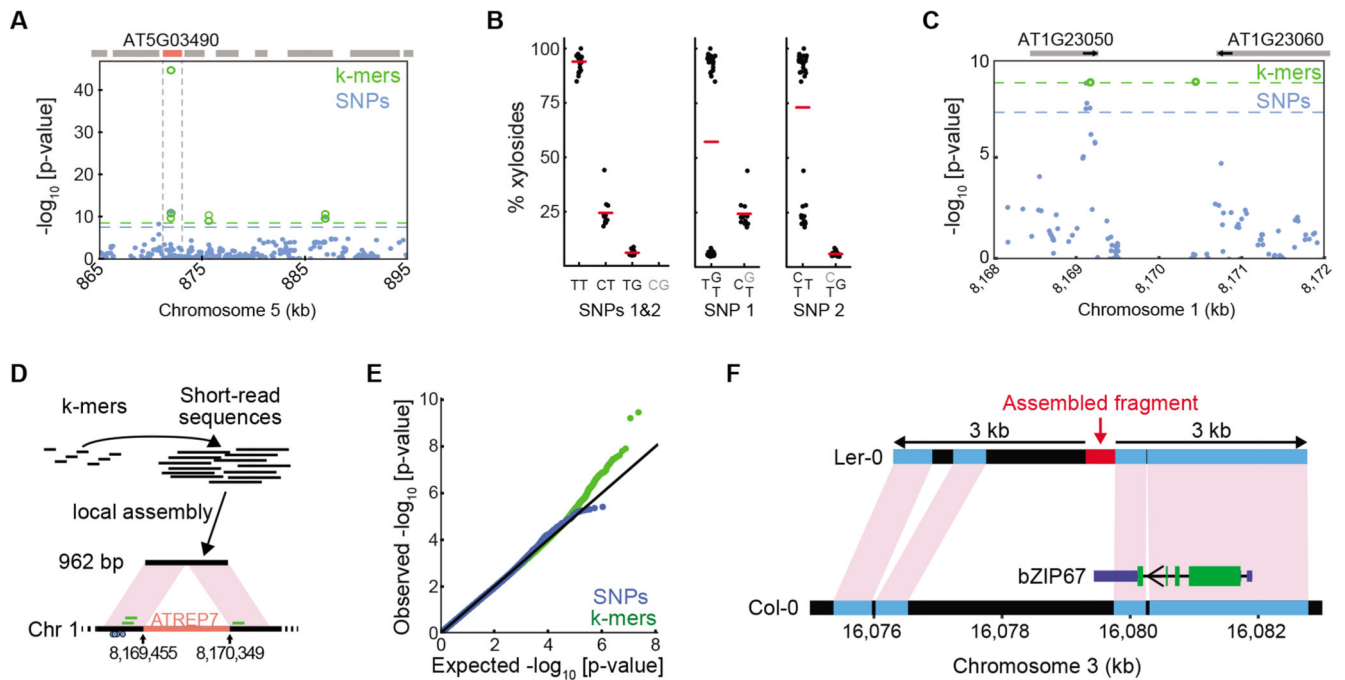 A
AT5G03490
k-mers
SNPs
-log10 [p-value]
40
30
20
10
0
865
875
885
895
Chromosome 5 (kb)
B
% xylosides
100
75
50
25
TT CT TG CG
SNPs 1&2
T G T
C G T
SNP 1
C T T
C T G
SNP 2
C
AT1G23050
AT1G23060
k-mers
SNPs
-log10 [p-value]
10
5
0
8,168
8,169
8,170
8,171
8,172
Chromosome 1 (kb)
D
k-mers
Short-read
sequences
local assembly
962 bp
ATREP7
Chr 1
8,169,455
8,170,349
E
Observed -log10 [p-value]
10
8
6
4
2
0
SNPs
k-mers
0 2 4 6 8
Expected -log10 [p-value]
F
Assembled fragment
3 kb
3 kb
Ler-0
bZIP67
Col-0
16,076
16,078
16,080
16,082
Chromosome 3 (kb)